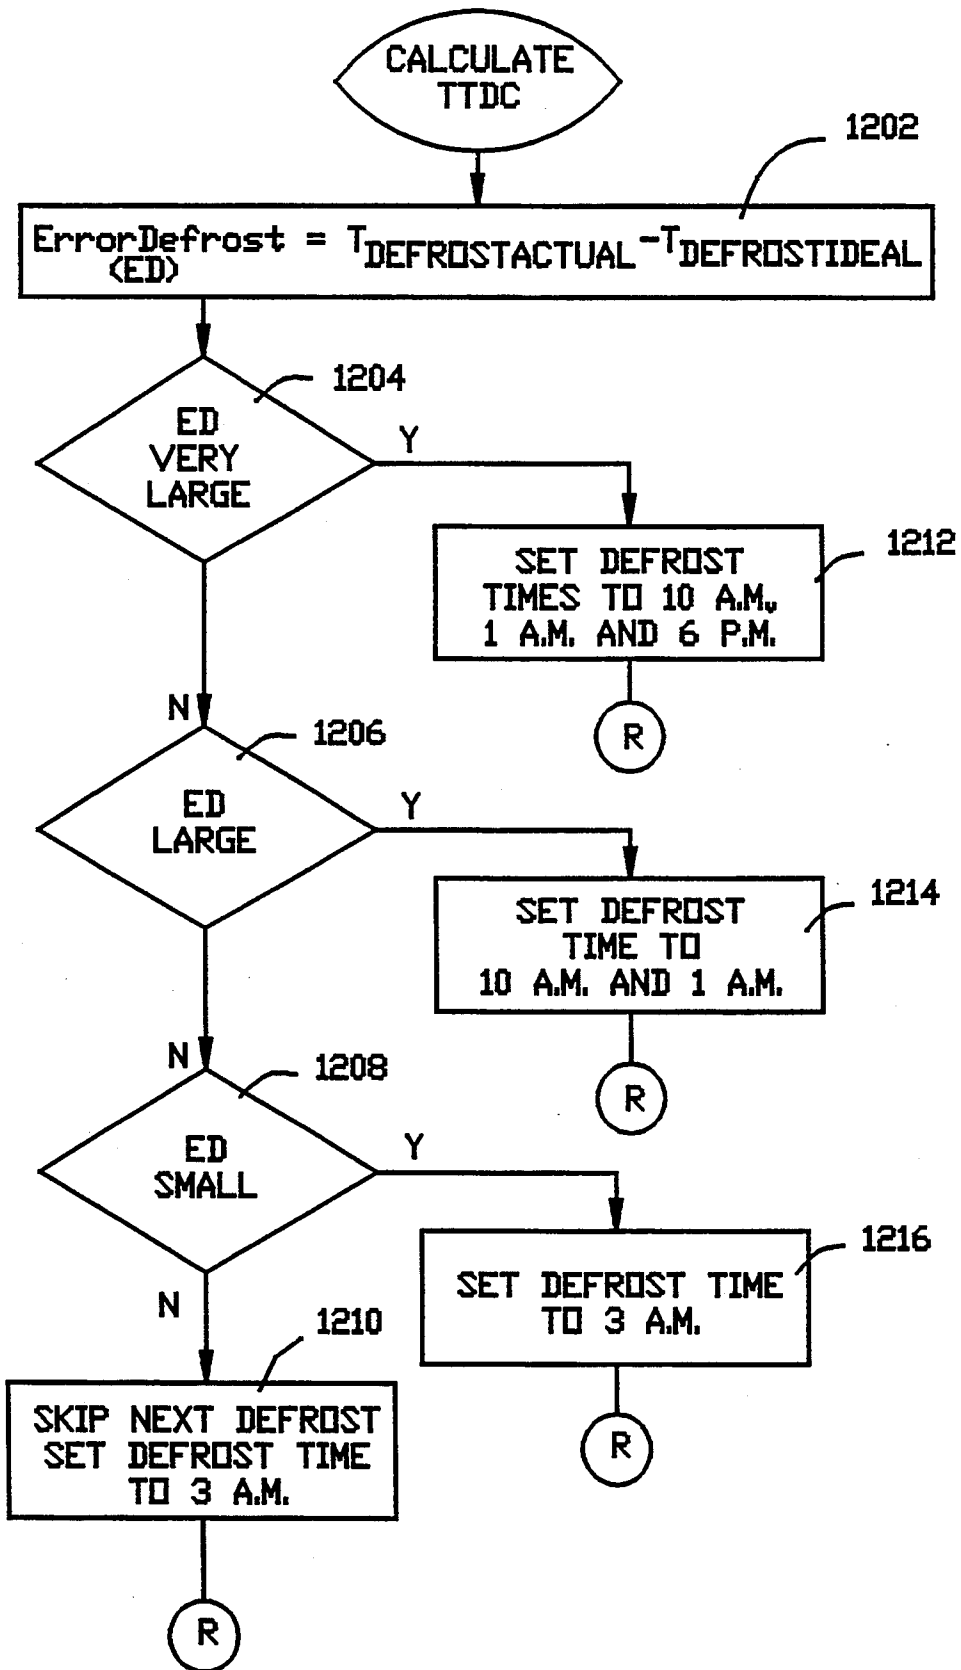 CALCULATE
TTDC
1202
ErrorDefrost = TDEFROSTACTUAL-TDEFROSTIDEAL
(ED)
1204
ED
VERY
LARGE
Y
1212
SET DEFROST
TIMES TO 10 A.M.,
1 A.M. AND 6 P.M.
R
N
1206
ED
LARGE
Y
1214
SET DEFROST
TIME TO
10 A.M. AND 1 A.M.
R
N
1208
ED
SMALL
Y
1216
SET DEFROST TIME
TO 3 A.M.
R
N
1210
SKIP NEXT DEFROST
SET DEFROST TIME
TO 3 A.M.
R